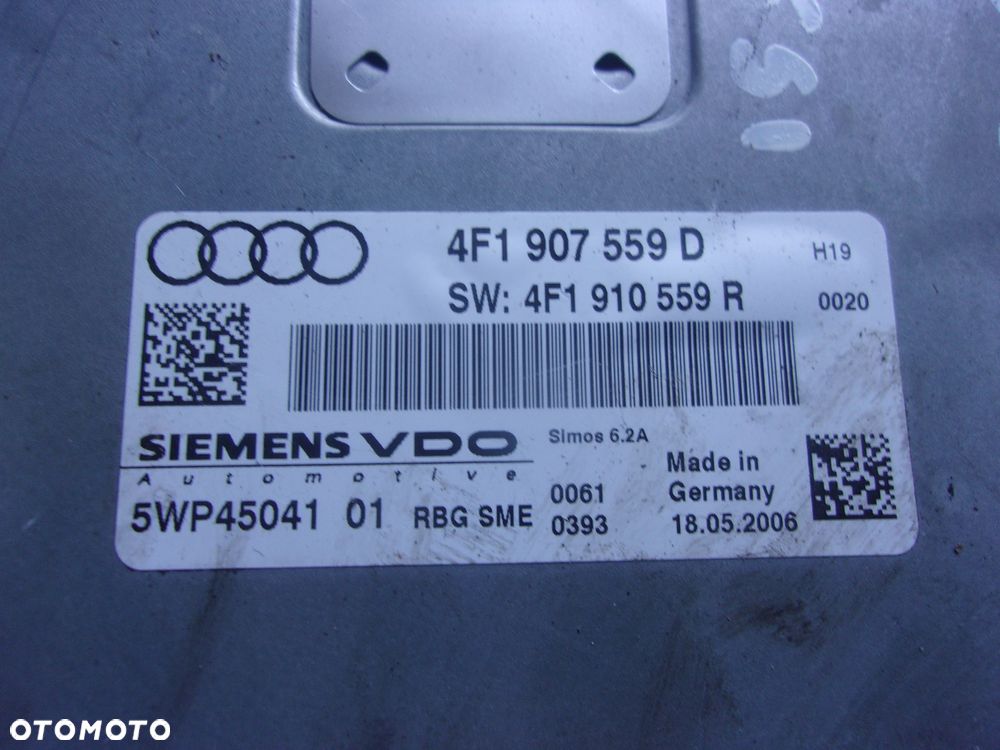 4F1 907 559 D H19
SW: 4F1 910 559 R 0020
SIEMENS VDO Simos 6.2A
Automotive
5WP45041 01 RBG SME
0061
0393
Made in
Germany
18.05.2006
OTOMOTO